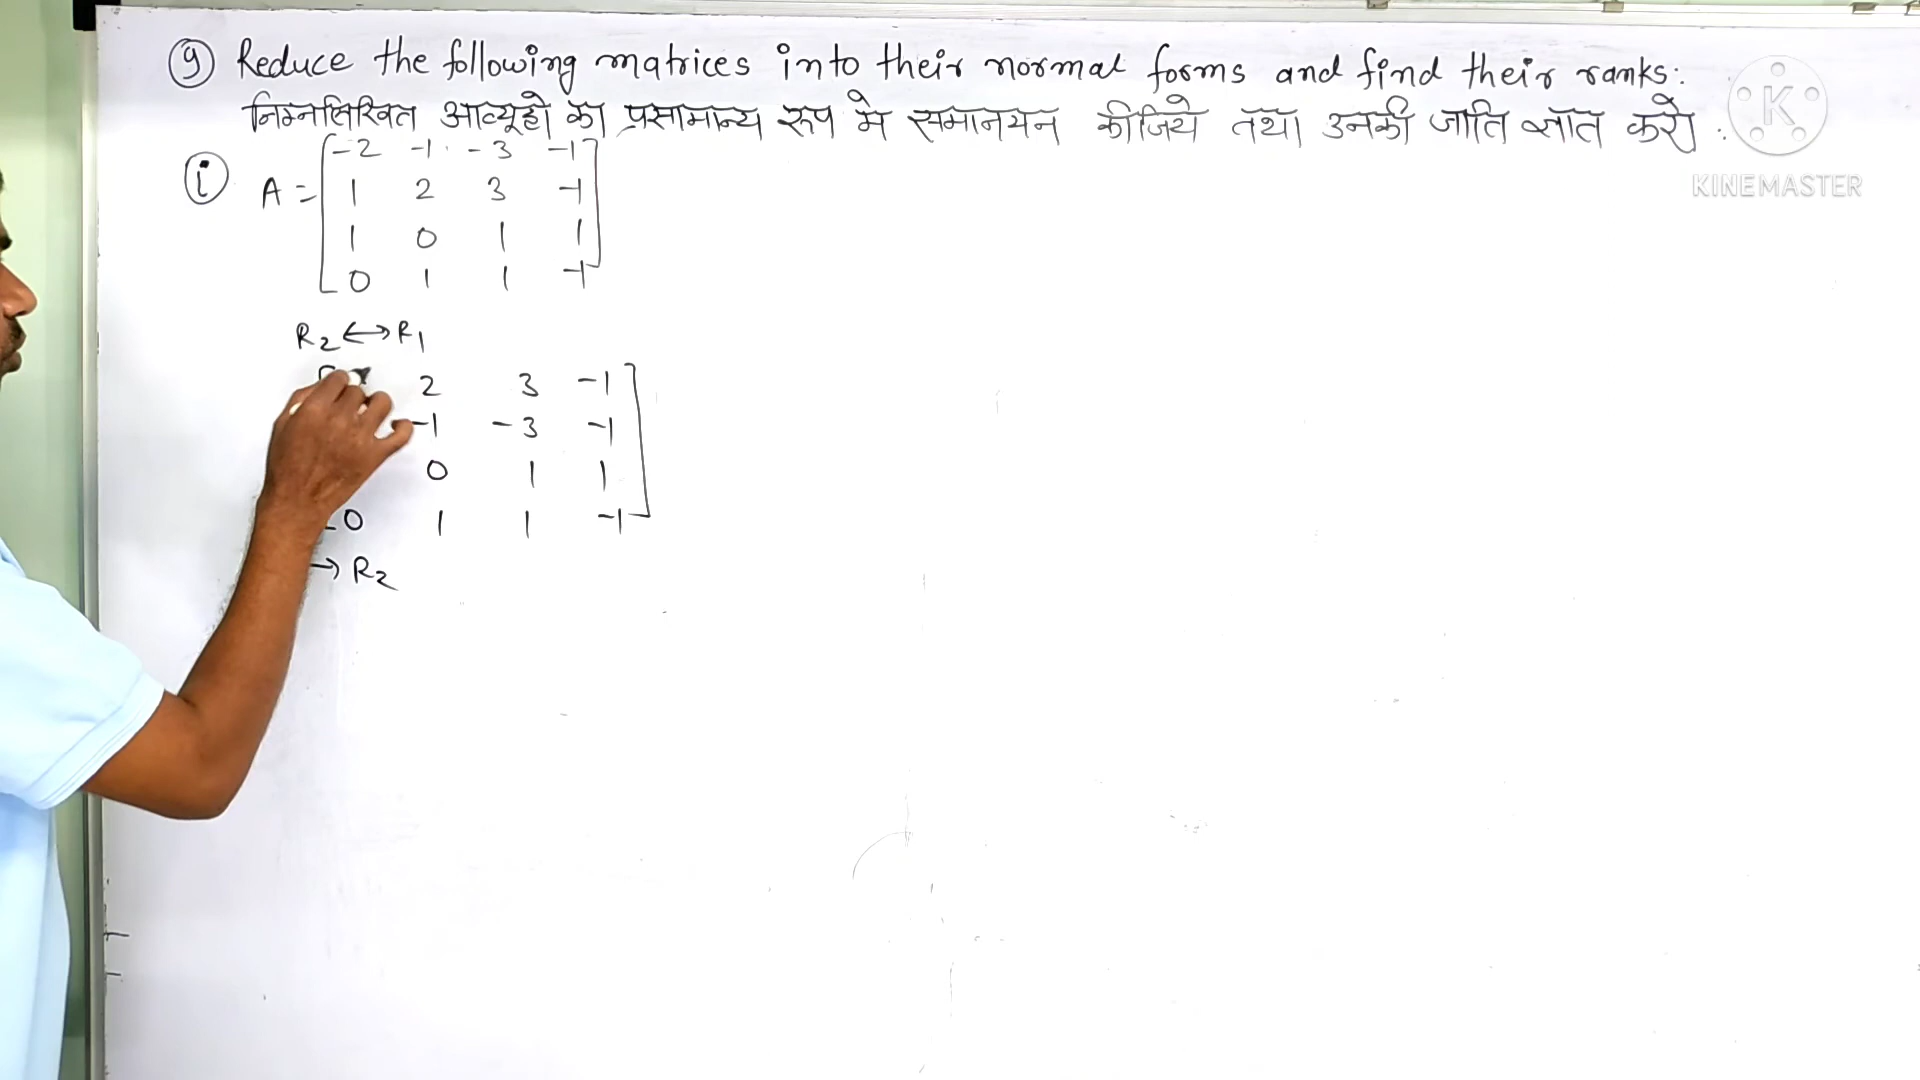 9 Reduce the following matrices into their normal forms and find their ranks:
निम्नलिखित आव्यूहो को प्रसामान्य रूप मे समानयन कीजिये तथा उनकी जाति ज्ञात करो :
K
KINEMASTER
i A = -2 -1 -3 -1
1 2 3 -1
1 0 1 1
0 1 1 -1
R2 ↔ R1
2 3 -1
-1 -3 -1
0 1 1
0 1 1 -1
→ R2